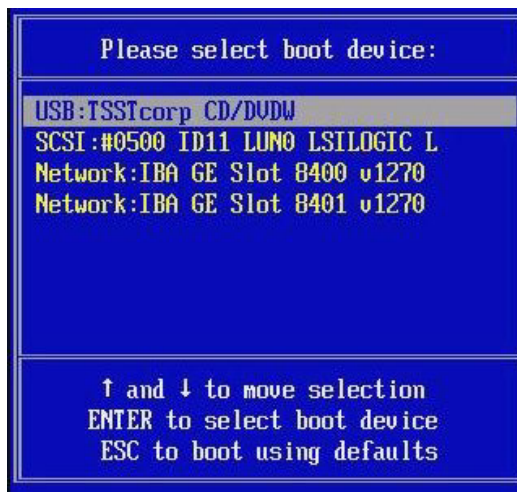 Please select boot device:
USB:TSSTcorp CD/DVDW
SCSI:#0500 ID11 LUN0 LSILOGIC L
Network:IBA GE Slot 8400 v1270
Network:IBA GE Slot 8401 v1270
↑ and ↓ to move selection
ENTER to select boot device
ESC to boot using defaults